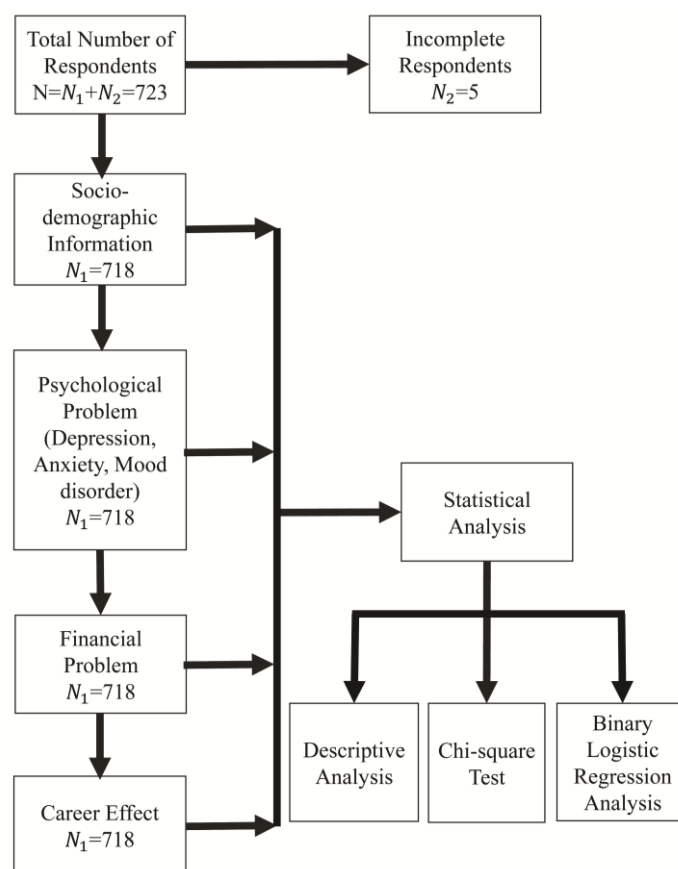 Total Number of
Respondents
N=N₁+N₂=723
Incomplete
Respondents
N₂=5
Socio-
demographic
Information
N₁=718
Psychological
Problem
(Depression,
Anxiety, Mood
disorder)
N₁=718
Statistical
Analysis
Financial
Problem
N₁=718
Descriptive
Analysis
Chi-square
Test
Binary
Logistic
Regression
Analysis
Career Effect
N₁=718